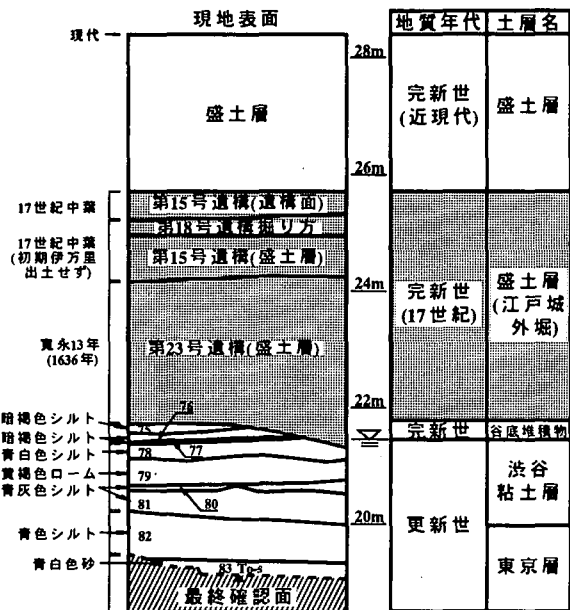 現地表面
地質年代
土層名
現代
28m
盛土層
完新世
(近現代)
盛土層
26m
第15号遺構(遺構面)
17世紀中葉
第18号遺構掘り方
17世紀中葉
(初期伊万里
出土せず)
第15号遺構(盛土層)
24m
完新世
(17世紀)
盛土層
(江戸城
外堀)
寛永13年
(1636年)
第23号遺構(盛土層)
22m
暗褐色シルト
75
76
完新世
谷底堆積物
暗褐色シルト
77
青白色シルト
78
黄褐色ローム
79
渋谷
粘土層
青灰色シルト
80
81
20m
更新世
青色シルト
82
東京層
青白色砂
83 To-s
最終確認面